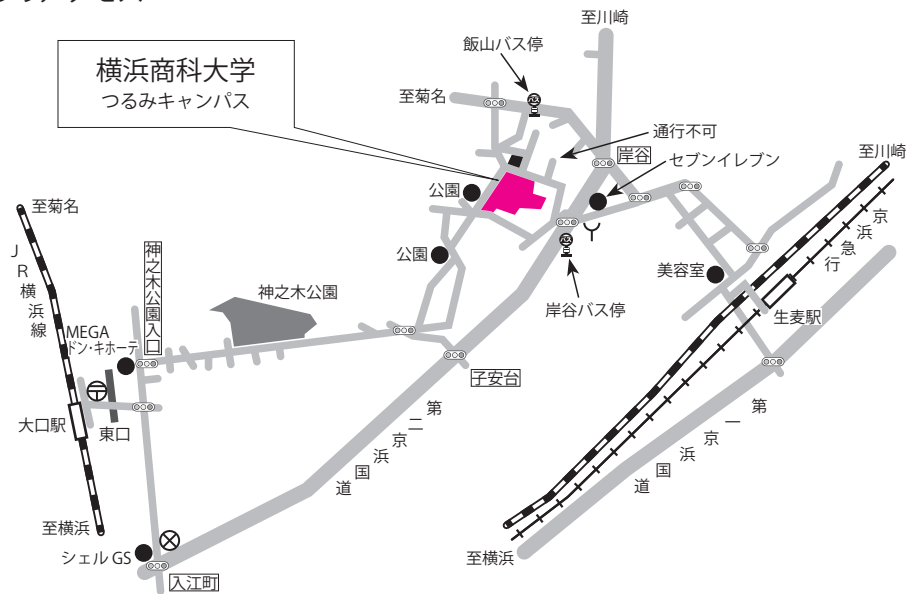 横浜商科大学
つるみキャンパス
至川崎
飯山バス停
至菊名
通行不可
岸谷
セブンイレブン
至川崎
公園
京浜急行
至菊名
JR横浜線
神之木公園入口
公園
岸谷バス停
美容室
生麦駅
神之木公園
MEGA
ドン・キホーテ
子安台
大口駅
東口
第二京浜国道
第一京浜国道
至横浜
シェル GS
入江町
至横浜